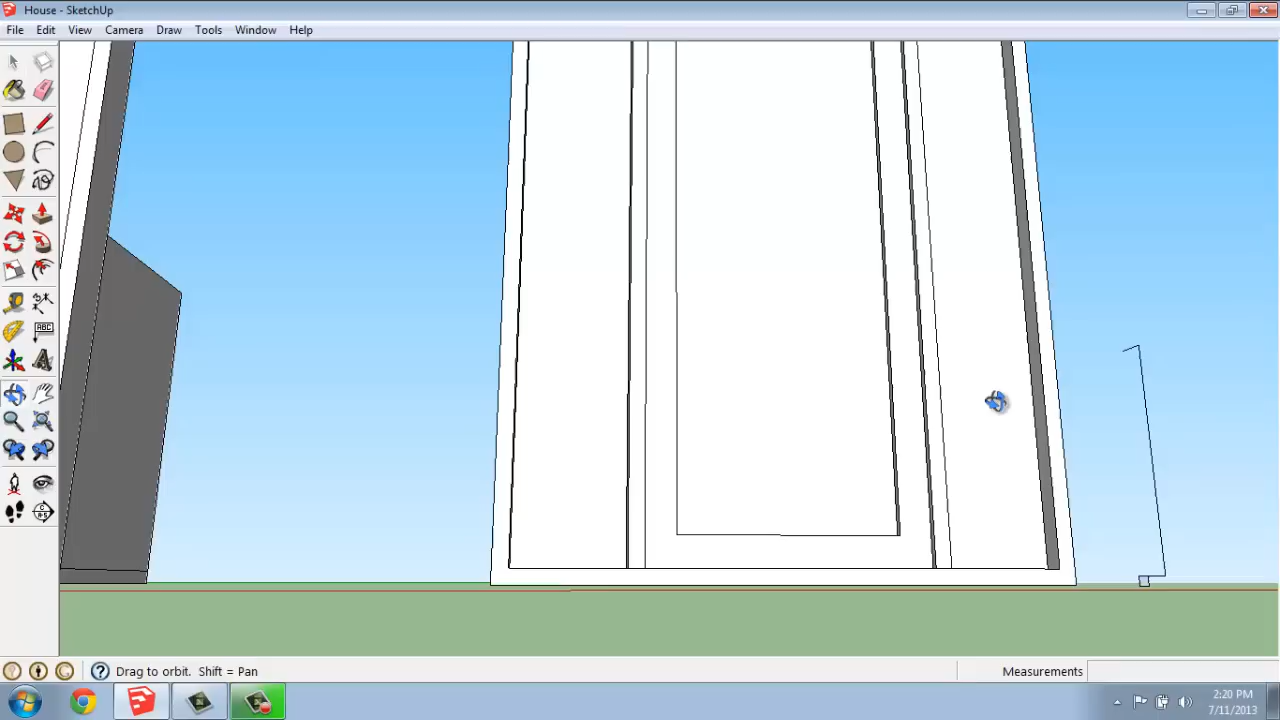 House - SketchUp
File Edit View Camera Draw Tools Window Help
ABC
Drag to orbit. Shift = Pan
Measurements
2:20 PM
7/11/2013